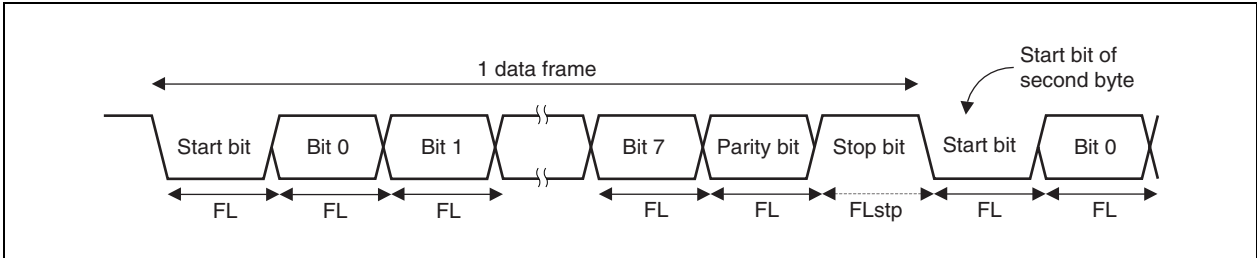 1 data frame
Start bit of
second byte
Start bit
Bit 0
Bit 1
Bit 7
Parity bit
Stop bit
Start bit
Bit 0
FL
FL
FL
FL
FL
FLstp
FL
FL